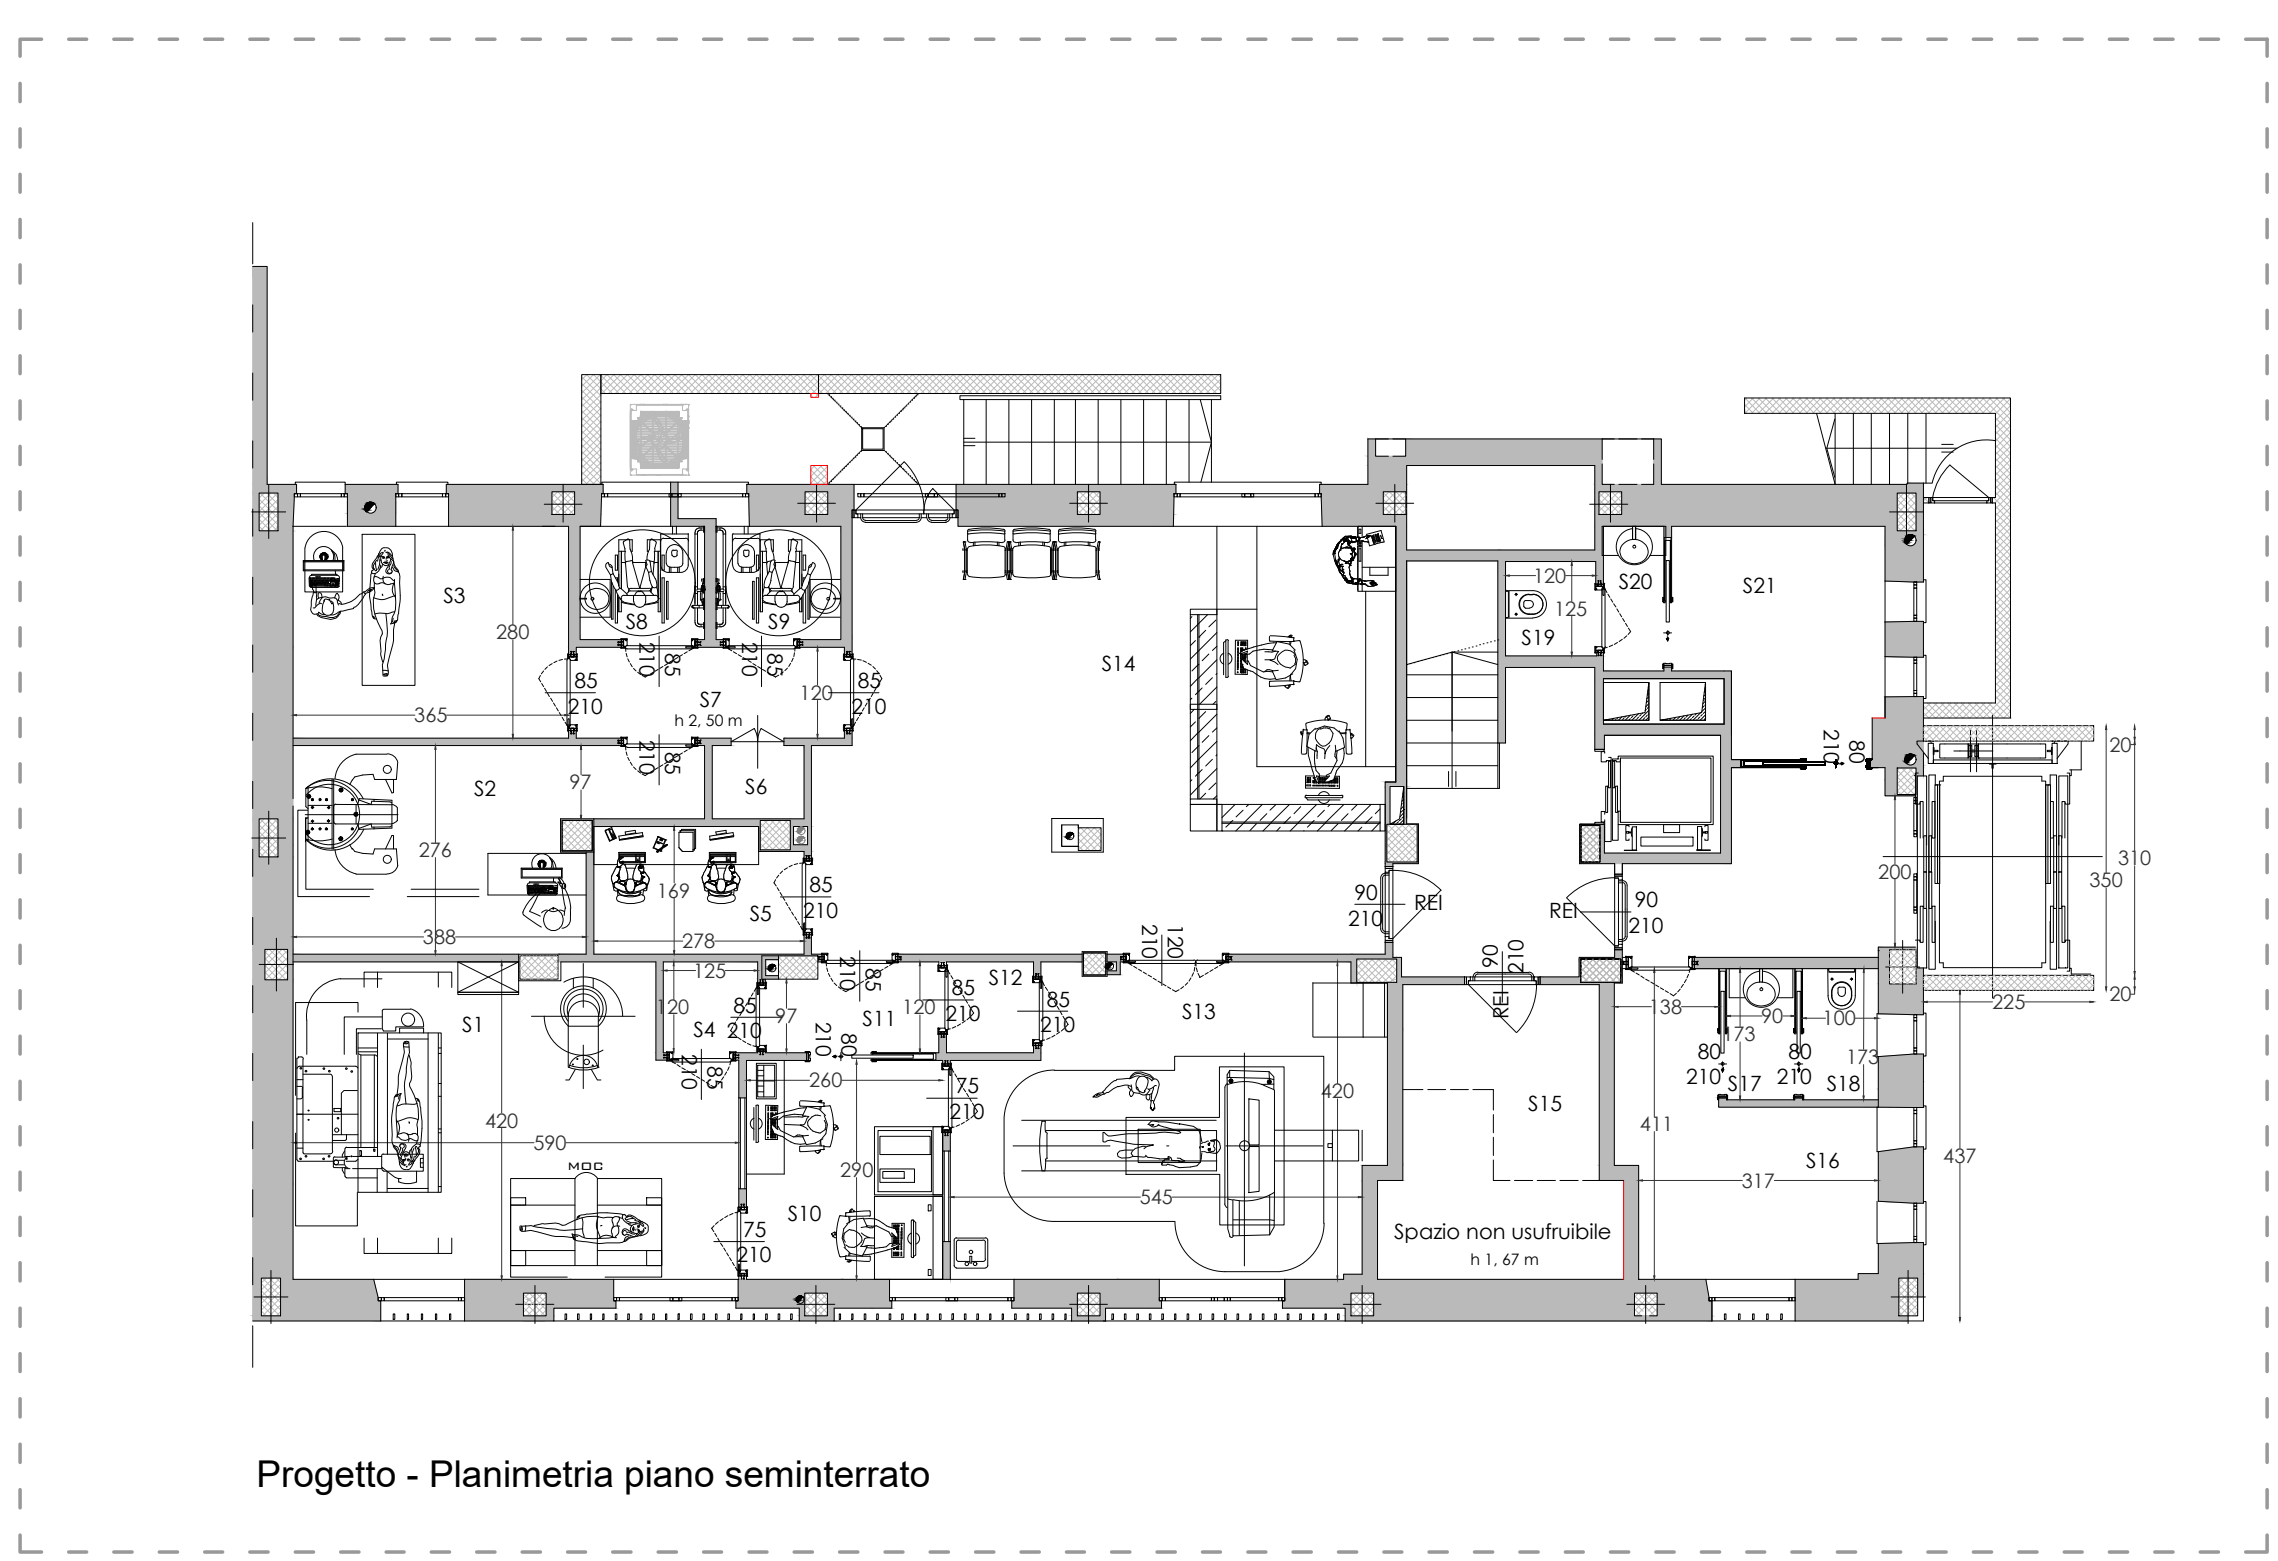 S3
280
365
S8
S9
210
85
210
85
85
210
S7
h 2, 50 m
120
85
210
210
85
S14
120
125
S19
S20
S21
210
80
20
310
350
20
225
200
S2
97
276
388
S6
169
S5
278
85
210
90
210
REI
REI
90
210
90
210
REI
210
120
S1
125
120
S4
85
210
97
210
85
S11
120
85
210
S12
85
210
S13
210
80
210
85
260
75
210
420
590
MOC
S10
290
75
210
545
420
S15
Spazio non usufruibile
h 1, 67 m
138
90
100
173
173
80
210
S17
80
210
S18
411
S16
317
437
Progetto - Planimetria piano seminterrato